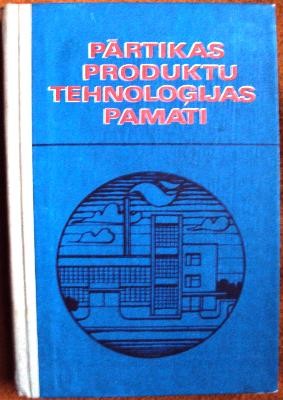 PĀRTIKAS
PRODUKTU
TEHNOLOĢIJAS
PAMATI